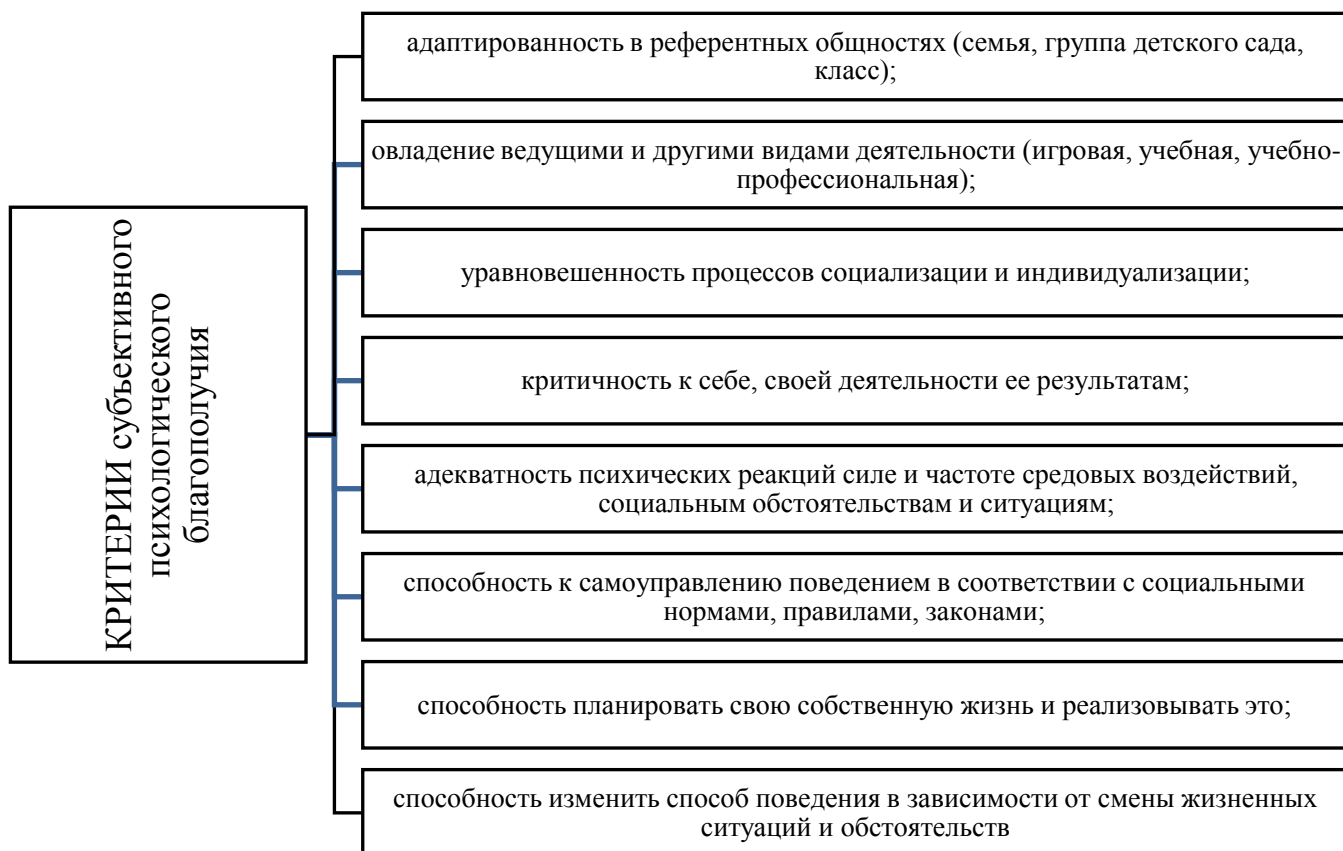 КРИТЕРИИ субъективного
психологического
благополучия
адаптированность в референтных общностях (семья, группа детского сада,
класс);
овладение ведущими и другими видами деятельности (игровая, учебная, учебно-
профессиональная);
уравновешенность процессов социализации и индивидуализации;
критичность к себе, своей деятельности ее результатам;
адекватность психических реакций силе и частоте средовых воздействий,
социальным обстоятельствам и ситуациям;
способность к самоуправлению поведением в соответствии с социальными
нормами, правилами, законами;
способность планировать свою собственную жизнь и реализовывать это;
способность изменить способ поведения в зависимости от смены жизненных
ситуаций и обстоятельств